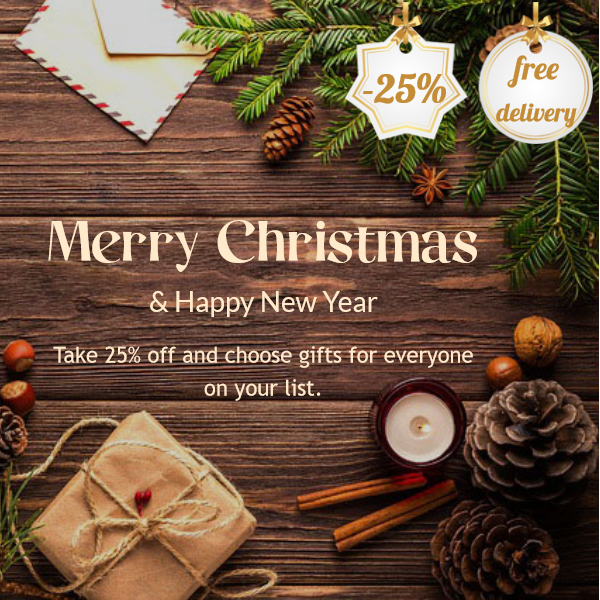 -25%
free
delivery
Merry Christmas
& Happy New Year
Take 25% off and choose gifts for everyone
on your list.